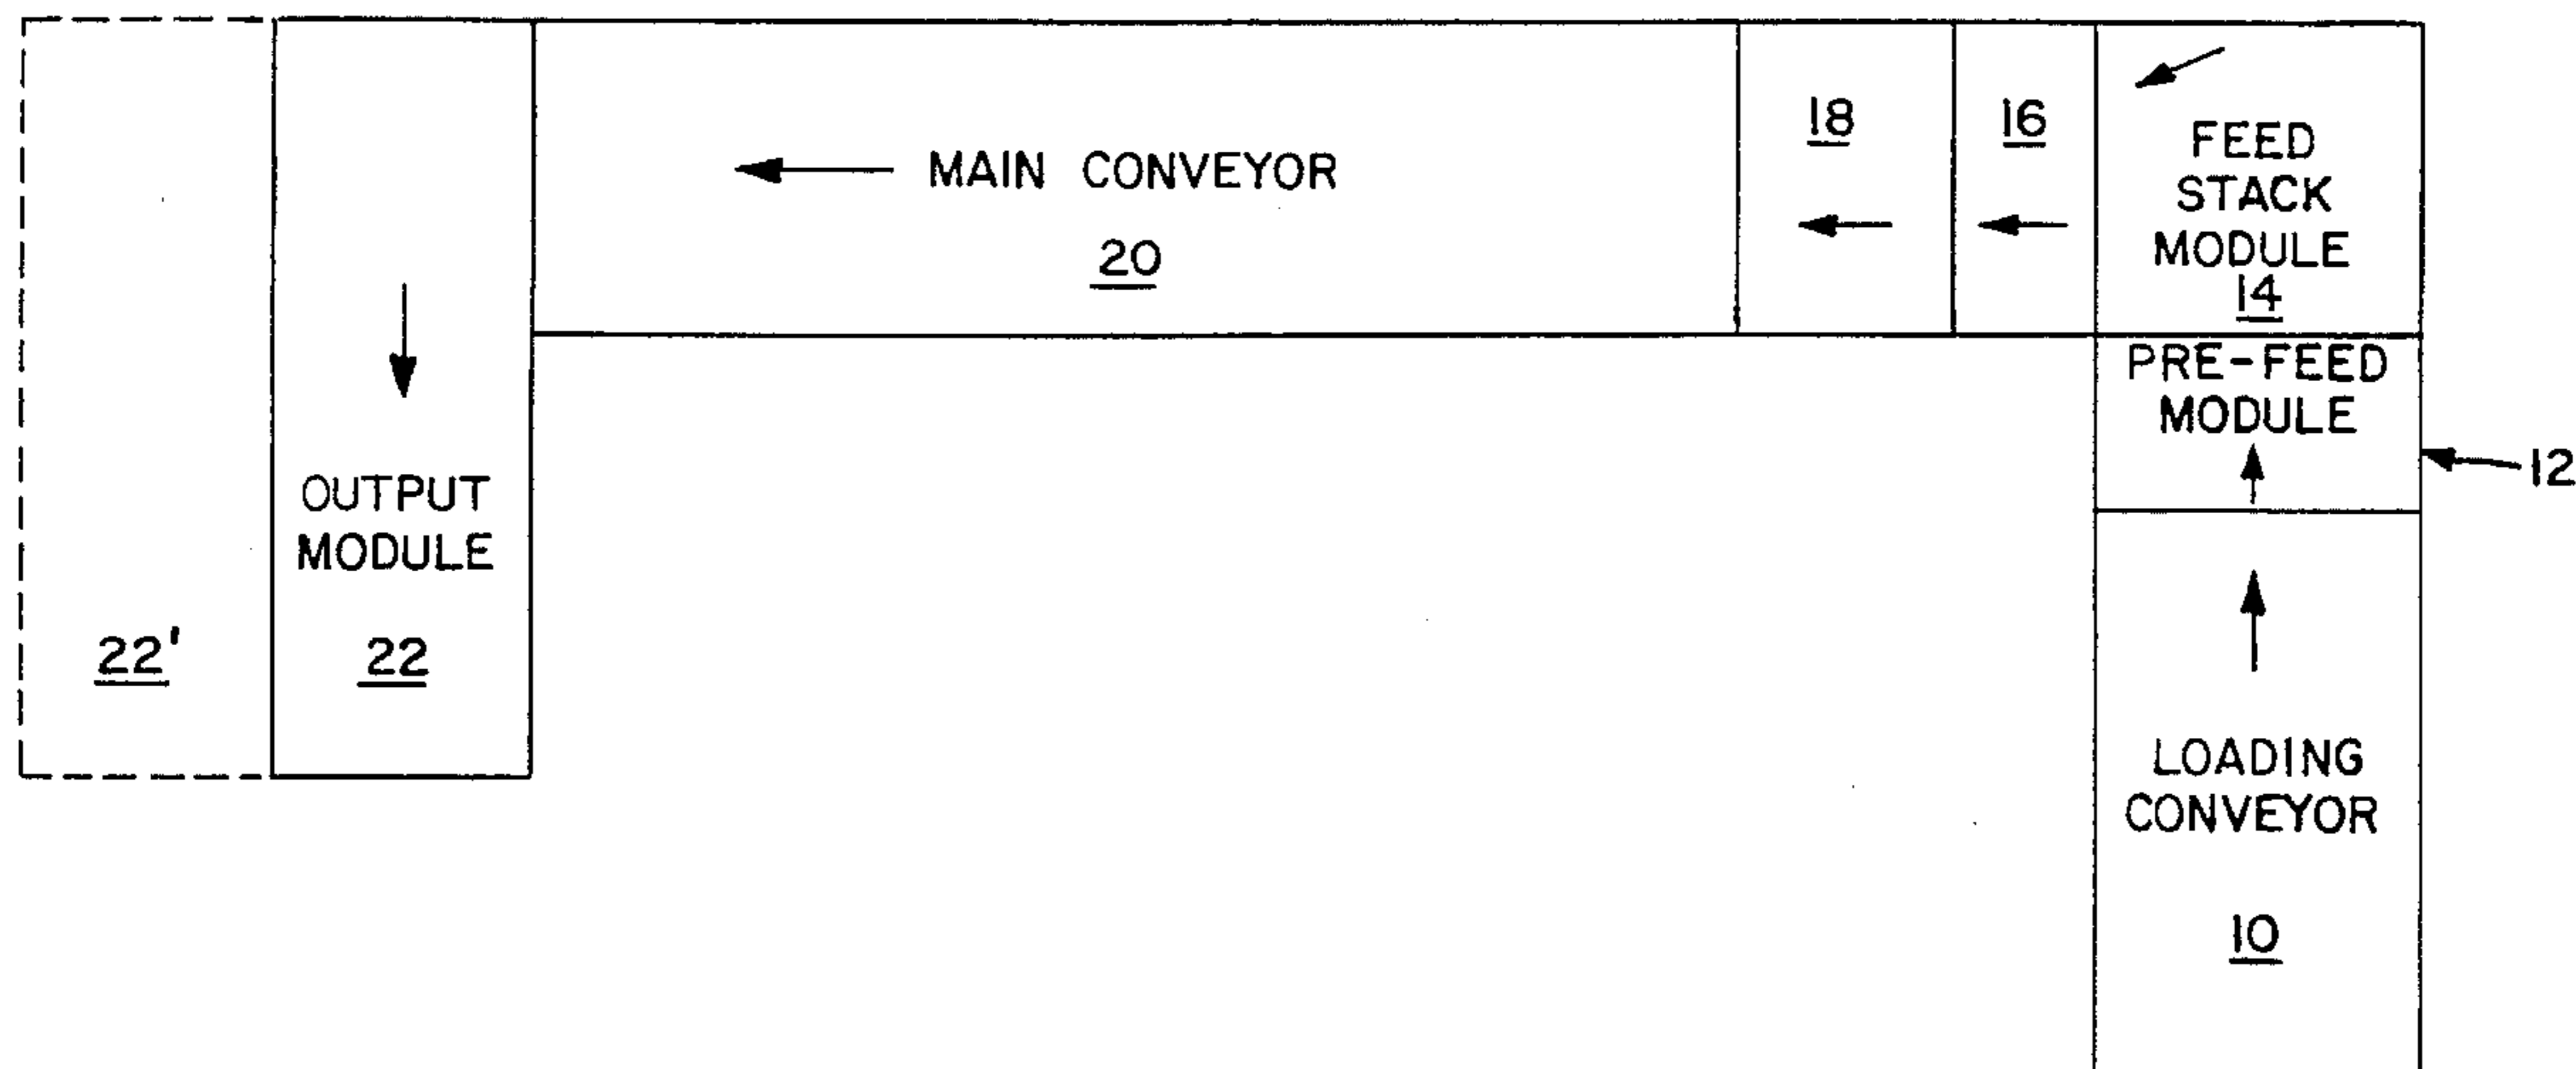 MAIN CONVEYOR
20
18
16
FEED
STACK
MODULE
14
PRE-FEED
MODULE
12
OUTPUT
MODULE
22'
22
LOADING
CONVEYOR
10